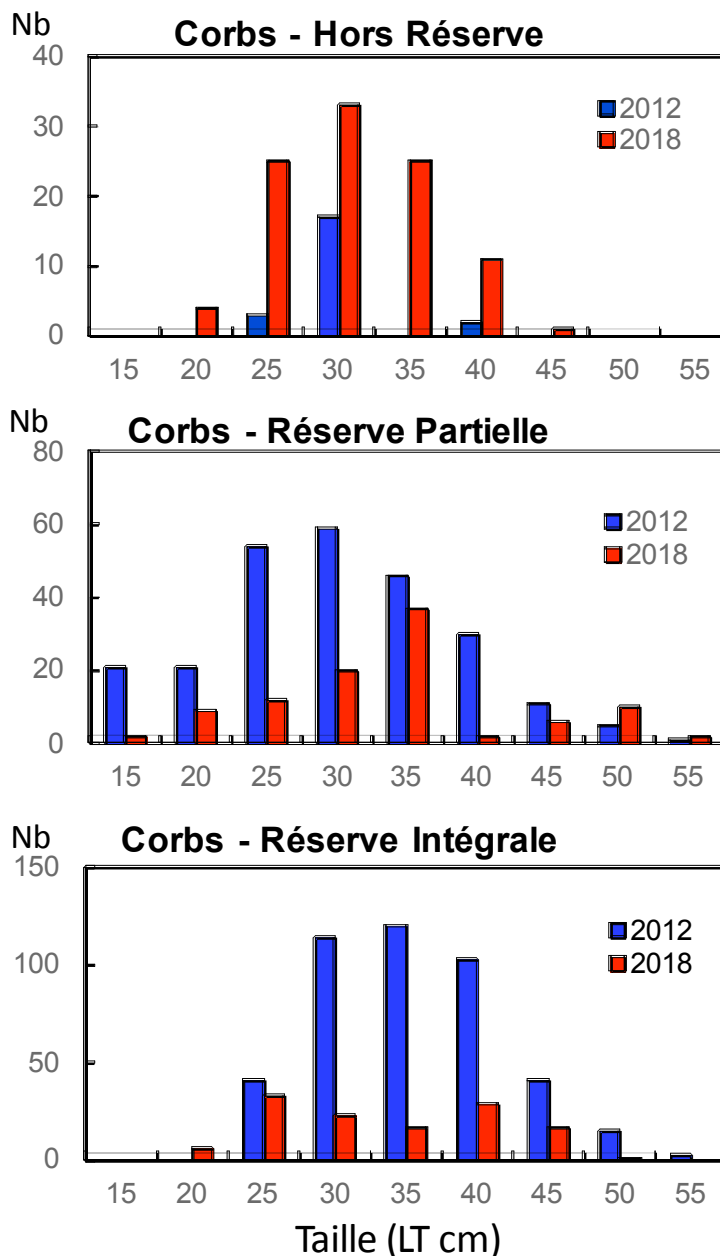 Nb
Corbs - Hors Réserve
40
2012
30
2018
20
10
0
15 20 25 30 35 40 45 50 55
Nb
Corbs - Réserve Partielle
80
60
2012
2018
40
20
0
15 20 25 30 35 40 45 50 55
Nb
Corbs - Réserve Intégrale
150
2012
2018
100
50
0
15 20 25 30 35 40 45 50 55
Taille (LT cm)